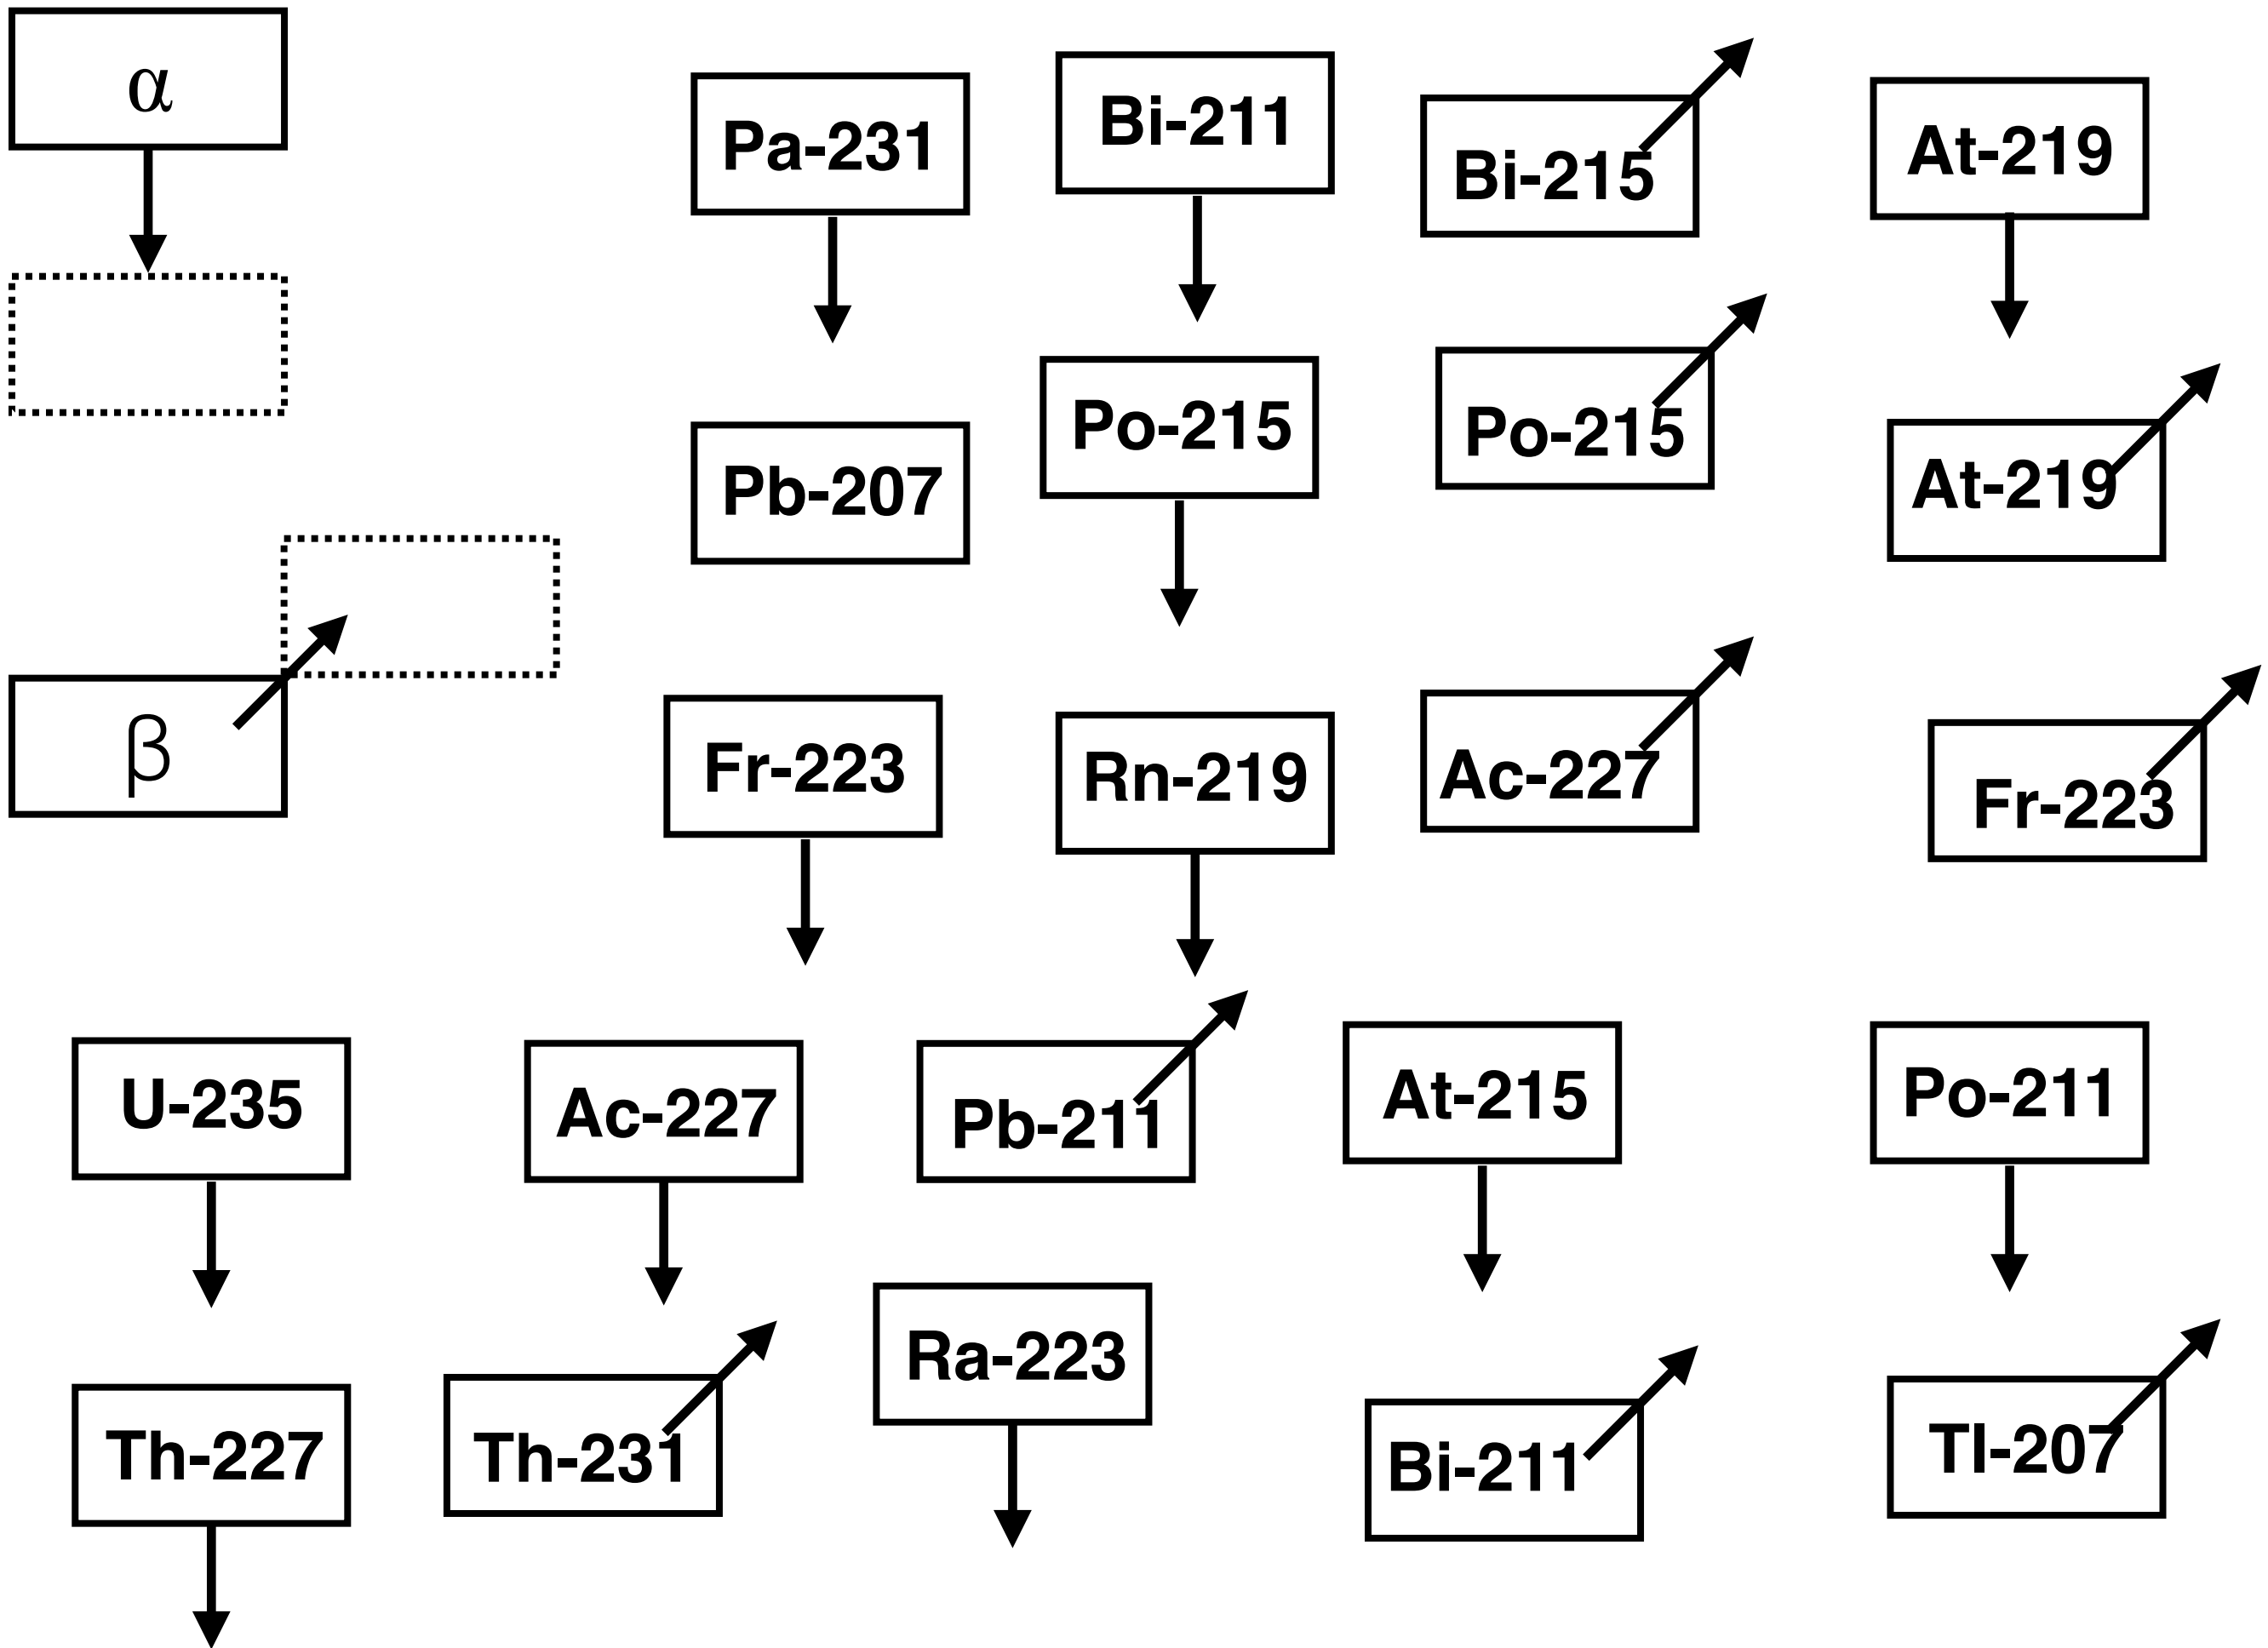 α
Pa-231
Bi-211
Bi-215
At-219
Pb-207
Po-215
Po-215
At-219
β
Fr-223
Rn-219
Ac-227
Fr-223
U-235
Ac-227
Pb-211
At-215
Po-211
Th-227
Th-231
Ra-223
Bi-211
Tl-207